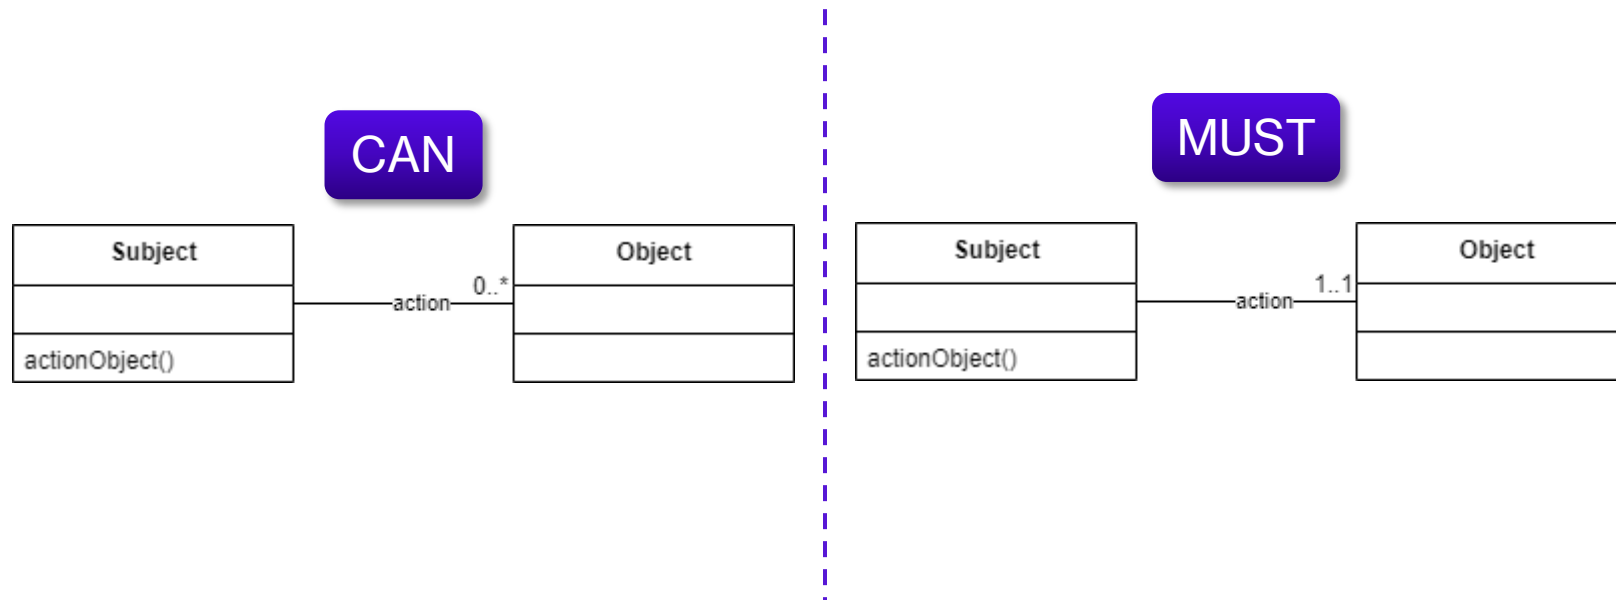 CAN
Subject
Object
0..*
action
actionObject()
MUST
Subject
Object
1..1
action
actionObject()